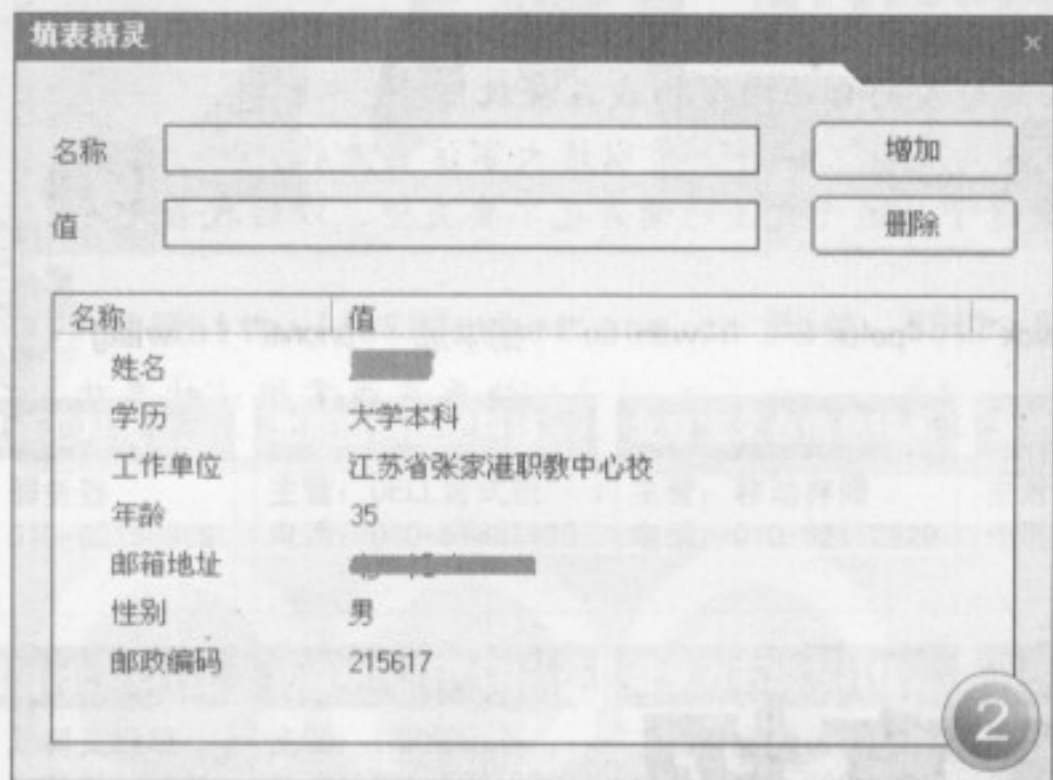 填表精灵 ×
名称 增加
值 删除
名称 值
姓名
学历 大学本科
工作单位 江苏省张家港职教中心校
年龄 35
邮箱地址
性别 男
邮政编码 215617
2